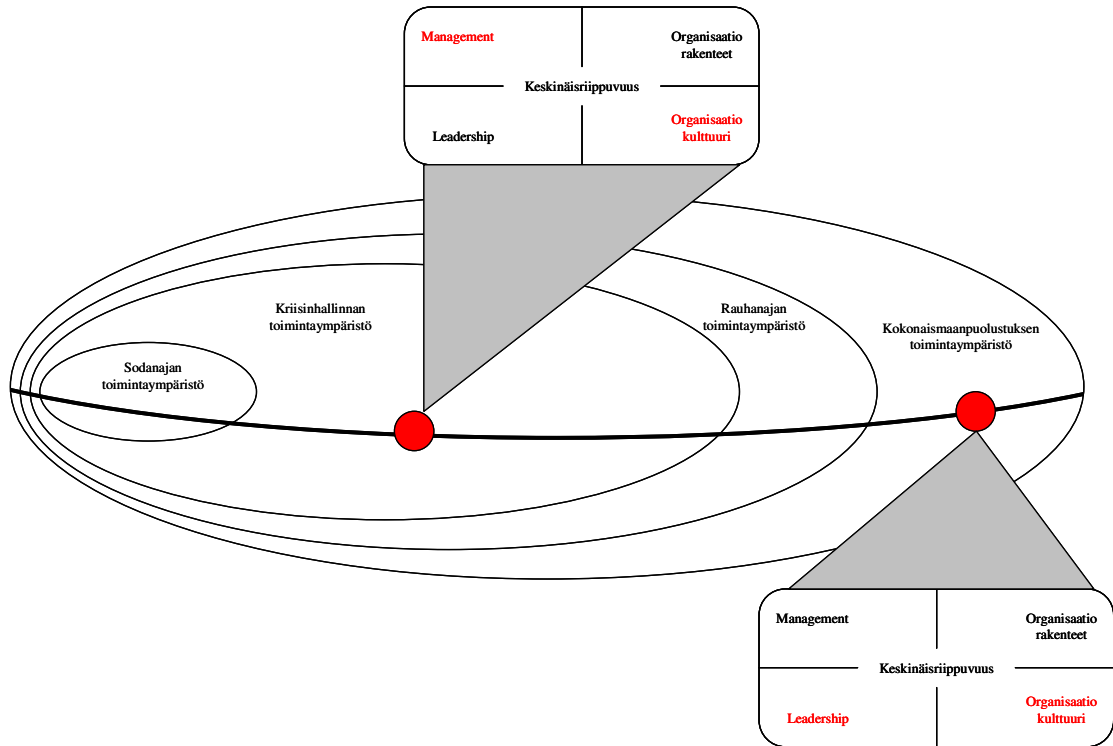 Management
Organisaatio
rakenteet
Keskinäisriippuvuus
Leadership
Organisaatio
kulttuuri
Kriisinhallinnan
toimintaympäristö
Rauhanajan
toimintaympäristö
Kokonaismaanpuolustuksen
toimintaympäristö
Sodanajan
toimintaympäristö
Management
Organisaatio
rakenteet
Keskinäisriippuvuus
Leadership
Organisaatio
kulttuuri